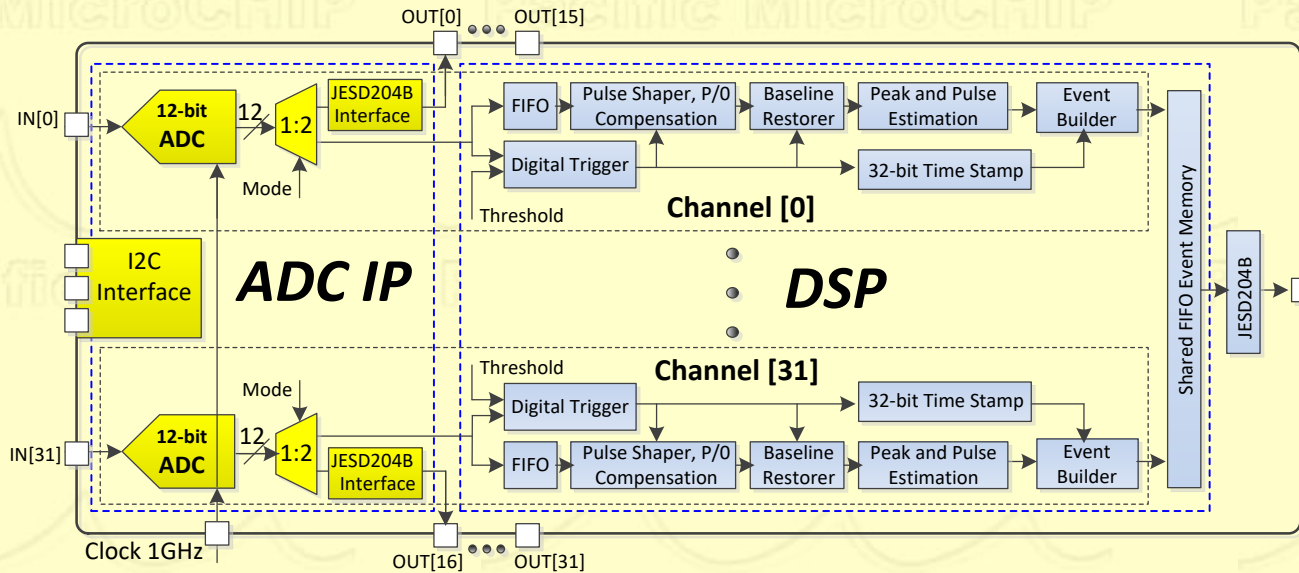 Pacific MicroCHIP
OUT[0]
OUT[15]
IN[0]
12-bit
ADC
12
1:2
JESD204B
Interface
Mode
FIFO
Pulse Shaper, P/0
Compensation
Baseline
Restorer
Peak and Pulse
Estimation
Event
Builder
Digital Trigger
32-bit Time Stamp
Threshold
Channel [0]
I2C
Interface
ADC IP
DSP
Shared FIFO Event Memory
JESD204B
Threshold
Channel [31]
Mode
Digital Trigger
32-bit Time Stamp
IN[31]
12-bit
ADC
12
1:2
JESD204B
Interface
FIFO
Pulse Shaper, P/0
Compensation
Baseline
Restorer
Peak and Pulse
Estimation
Event
Builder
Clock 1GHz
OUT[16]
OUT[31]